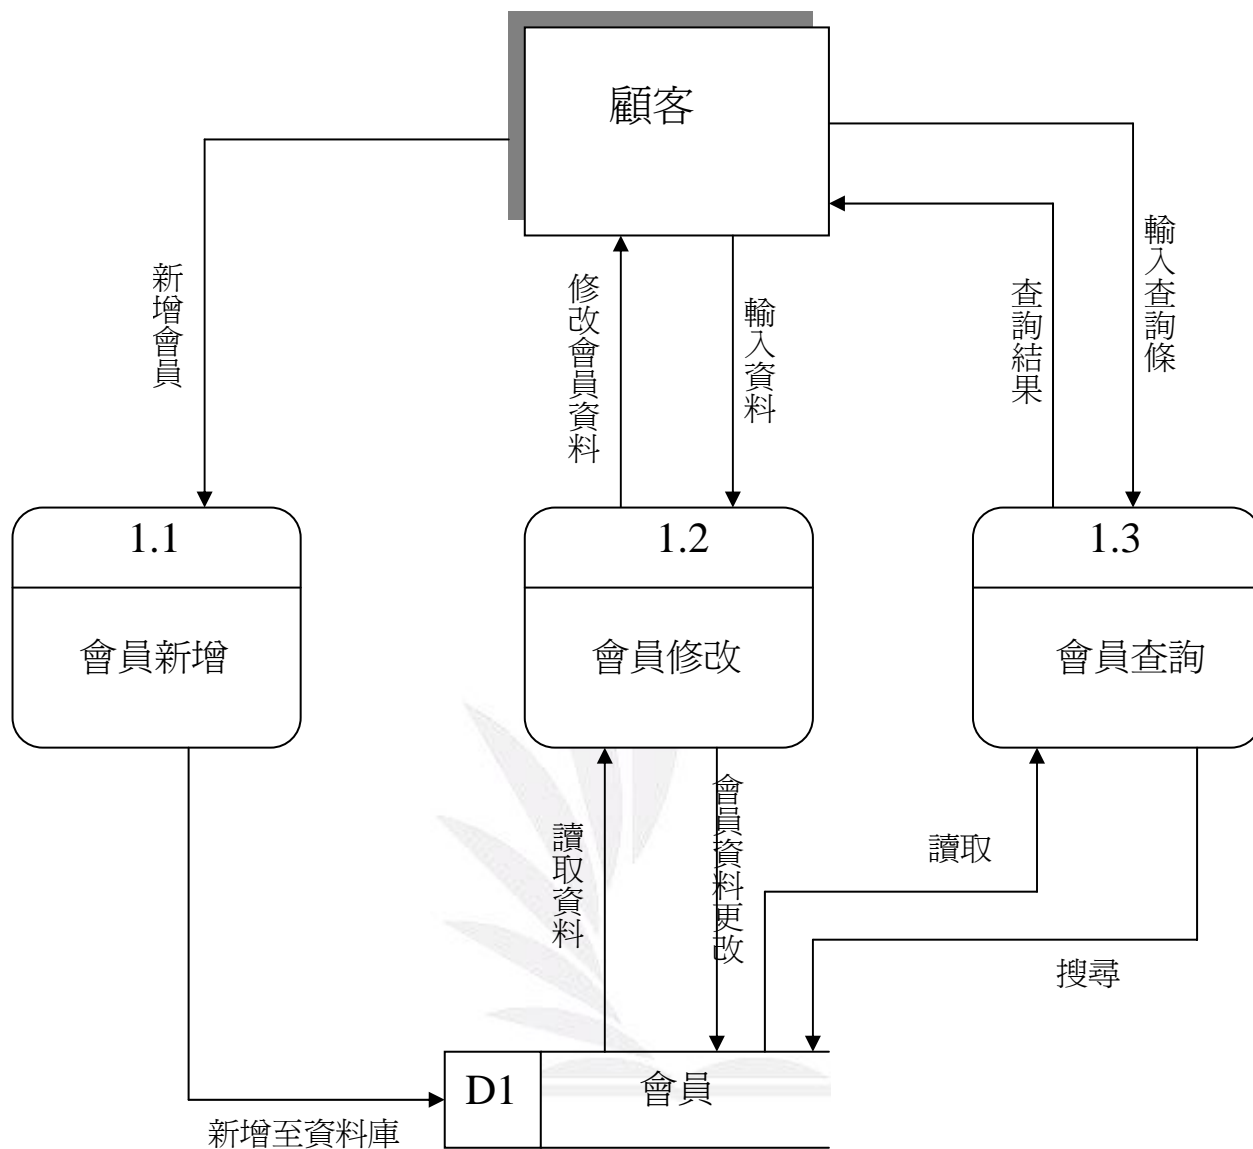 顧客
新增會員
修改會員資料
輸入資料
查詢結果
輸入查詢條
1.1
會員新增
1.2
會員修改
1.3
會員查詢
讀取資料
會員資料更改
讀取
搜尋
D1
會員
新增至資料庫